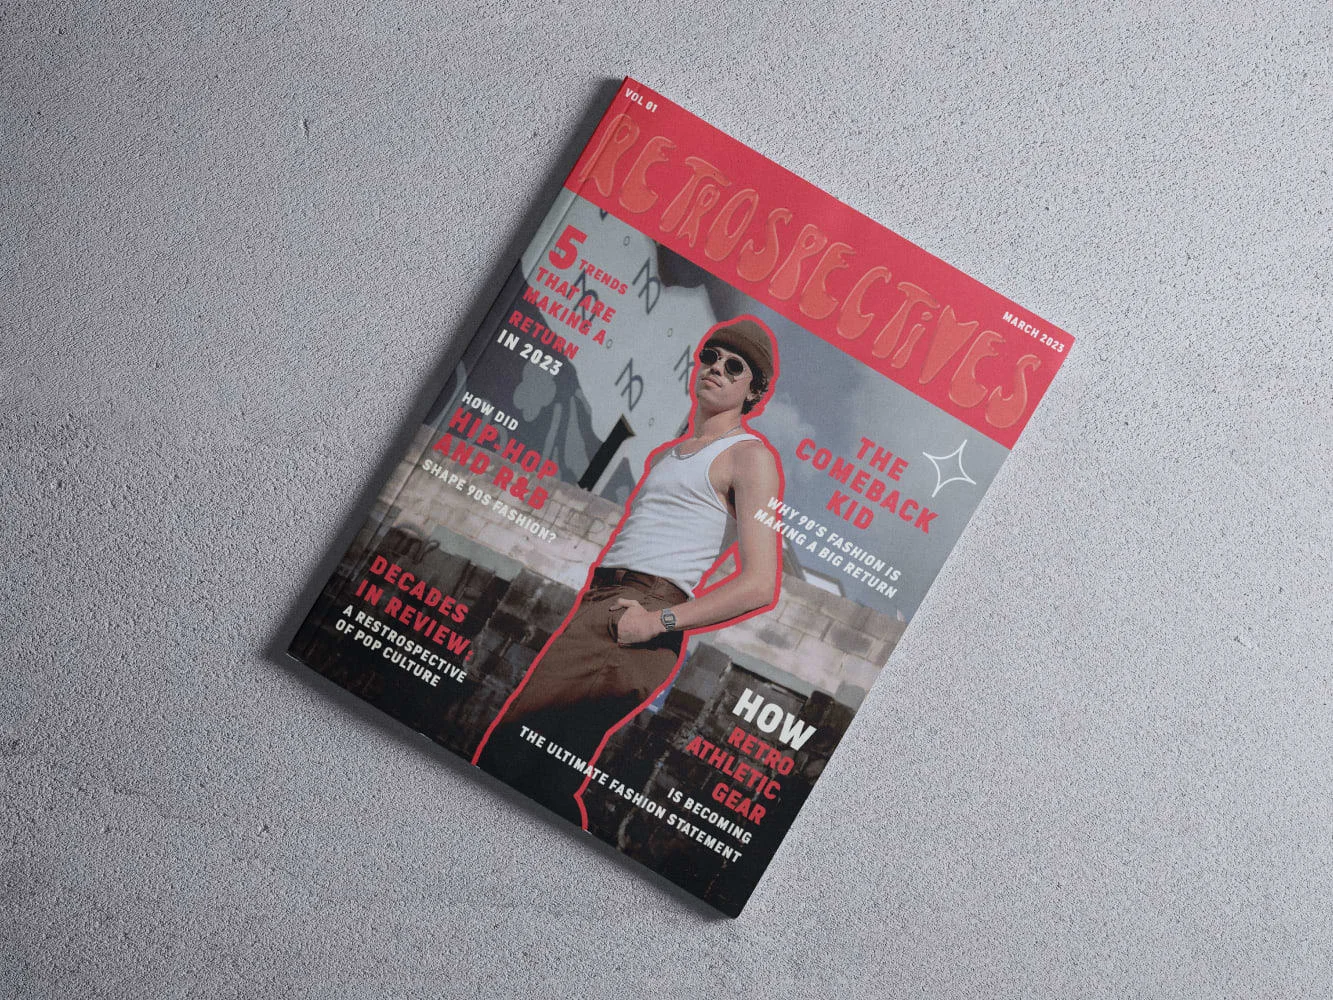 VOL 01
RETROSPECTIVES
MARCH 2023
5 TRENDS
THAT ARE
MAKING A
RETURN
IN 2023
HOW DID
HIP-HOP
AND R&B
SHAPE 90S FASHION?
DECADES
IN REVIEW:
A RESTROSPECTIVE
OF POP CULTURE
THE
COMEBACK
KID
WHY 90'S FASHION IS
MAKING A BIG RETURN
HOW
RETRO
ATHLETIC
GEAR
IS BECOMING
THE ULTIMATE FASHION STATEMENT